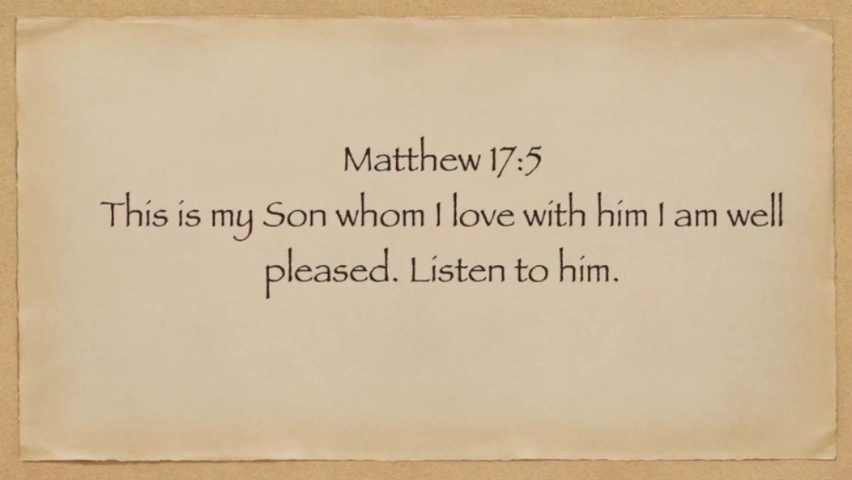 Matthew 17:5
This is my Son whom I love with him I am well
pleased. Listen to him.